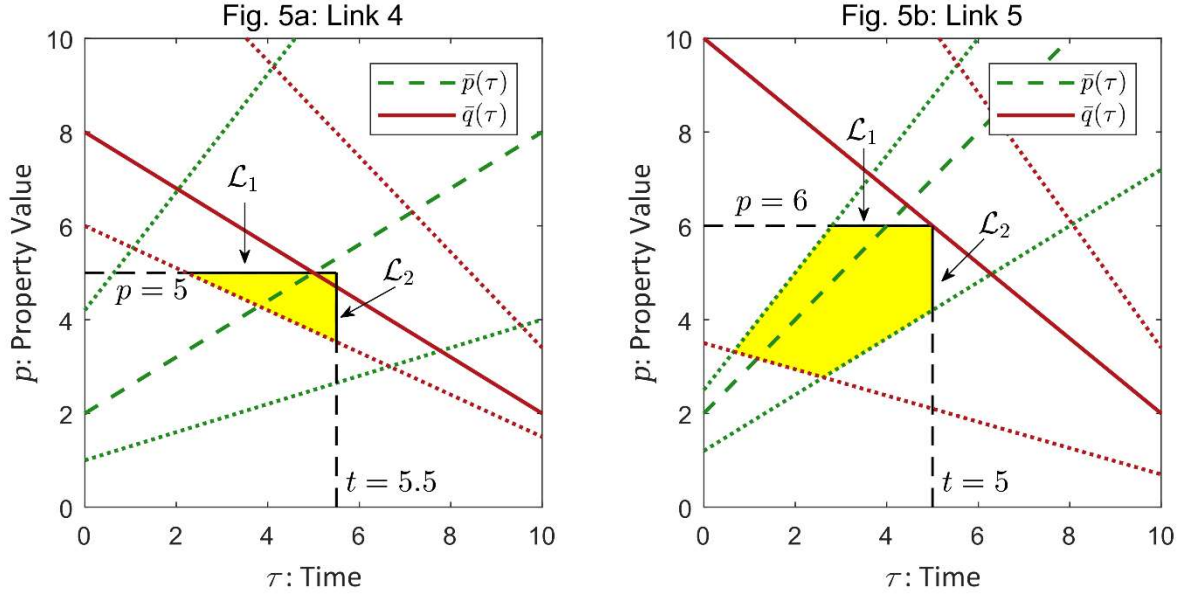 Fig. 5a: Link 4
10
8
6
4
2
0
p: Property Value
p̄(τ)
q̄(τ)
ℒ₁
ℒ₂
p = 5
t = 5.5
0 2 4 6 8 10
τ: Time
Fig. 5b: Link 5
10
8
6
4
2
0
p: Property Value
p̄(τ)
q̄(τ)
ℒ₁
p = 6
ℒ₂
t = 5
0 2 4 6 8 10
τ: Time